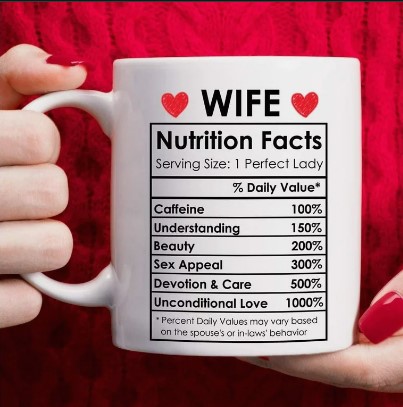 WIFE
Nutrition Facts
Serving Size: 1 Perfect Lady
% Daily Value*
Caffeine 100%
Understanding 150%
Beauty 200%
Sex Appeal 300%
Devotion & Care 500%
Unconditional Love 1000%
* Percent Daily Values may vary based
on the spouse's or in-laws' behavior